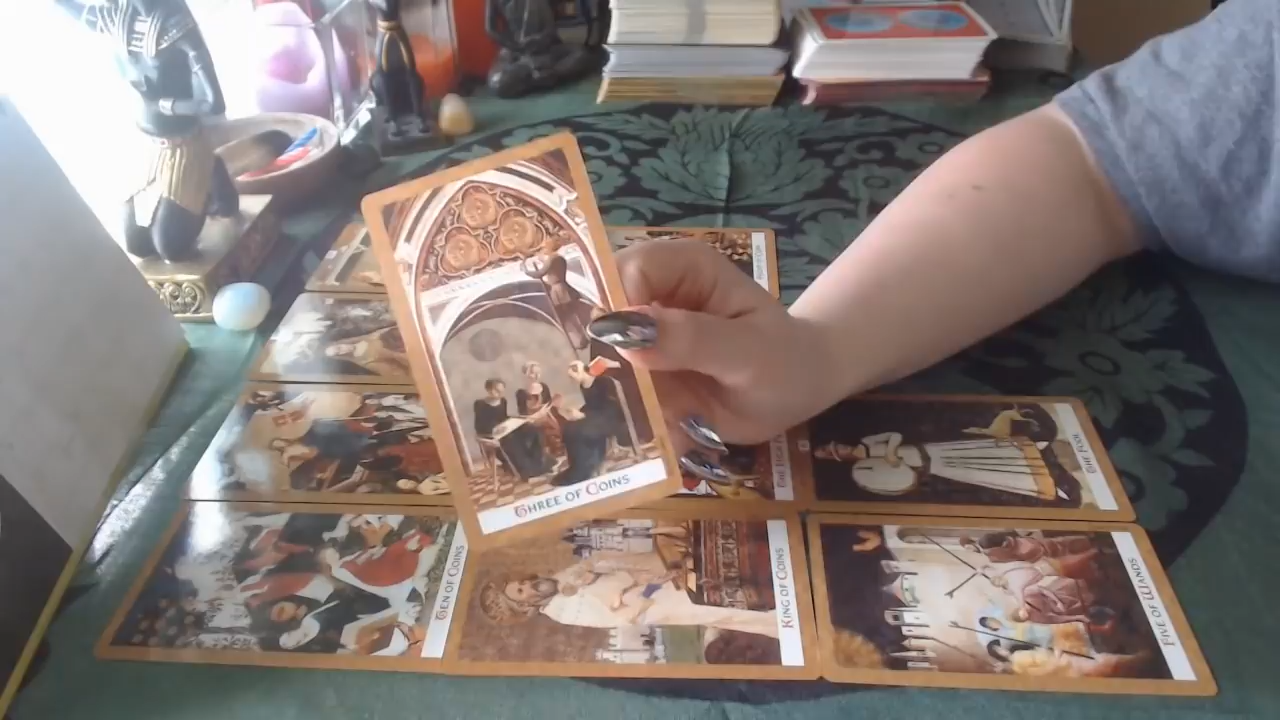 THREE OF COINS
THE FOOL
TEN OF COINS
KING OF COINS
FIVE OF WANDS